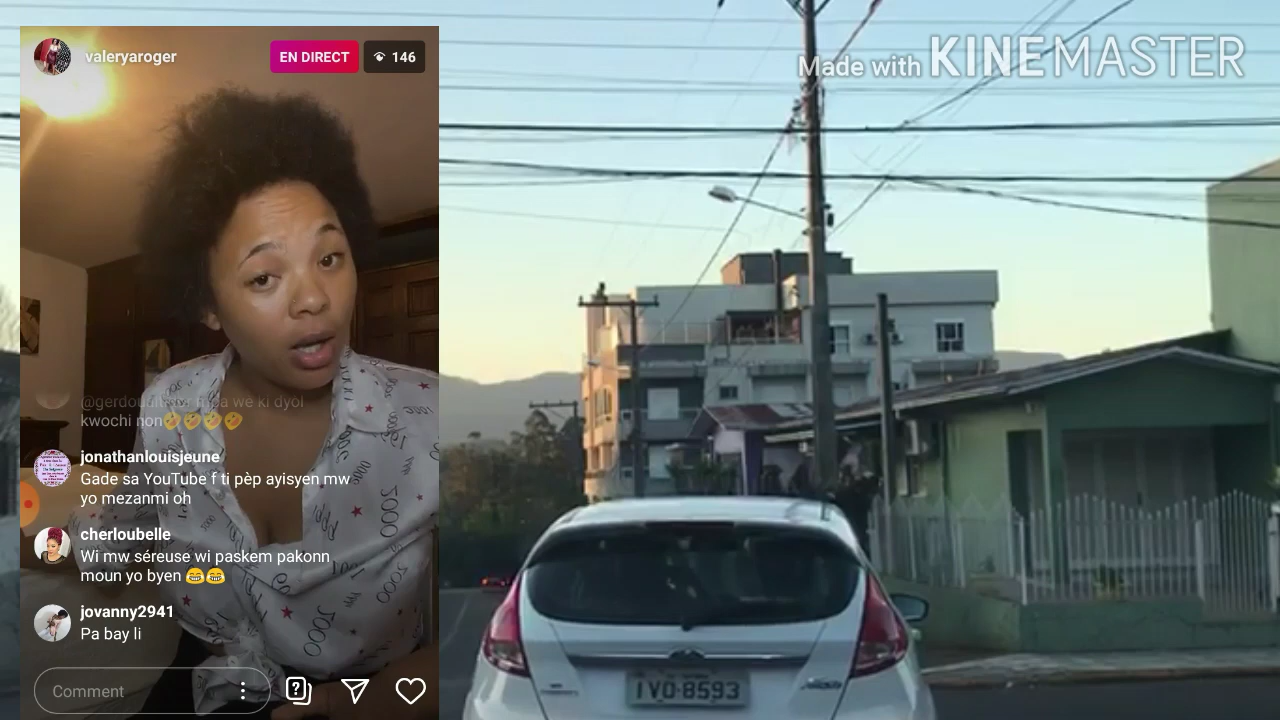 valeryaroger
EN DIRECT
146
Made with KINEMASTER
kwochi non🤣🤣🤣🤣
jonathanlouisjeune
Gade sa YouTube f ti pèp ayisyen mw
yo mezanmi oh
cherloubelle
Wi mw séreuse wi paskem pakonn
moun yo byen 😂😂
jovanny2941
Pa bay li
Comment
IVO-8593